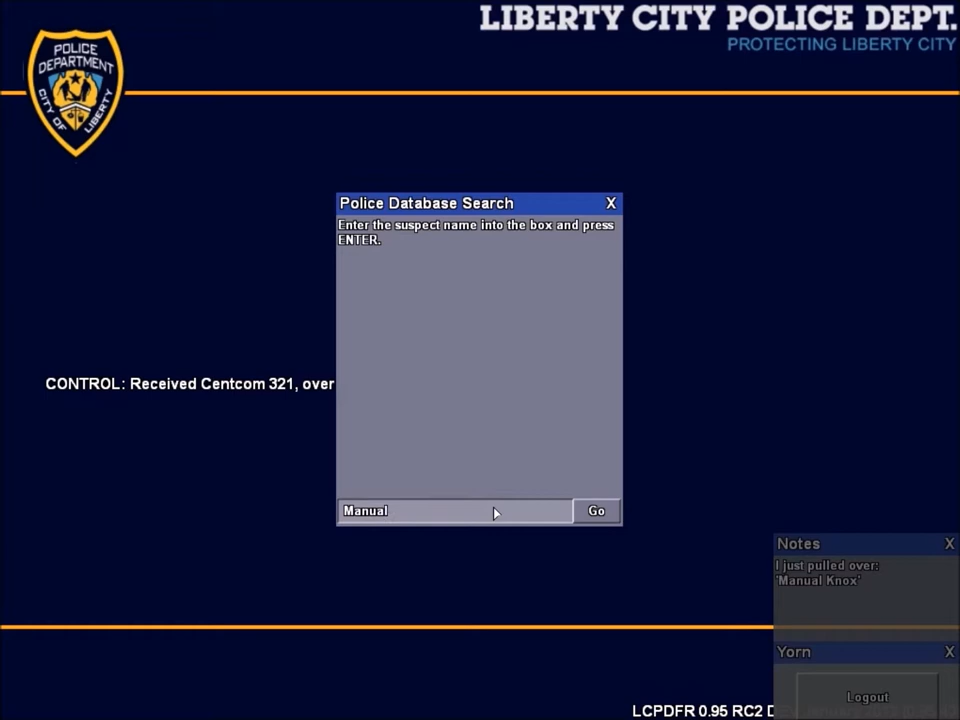 LIBERTY CITY POLICE DEPT.
PROTECTING LIBERTY CITY
POLICE
DEPARTMENT
CITY OF LIBERTY
Police Database Search X
Enter the suspect name into the box and press
ENTER.
CONTROL: Received Centcom 321, over
Manual Go
Notes X
I just pulled over:
'Manual Knox'
Yorn X
Logout
LCPDFR 0.95 RC2